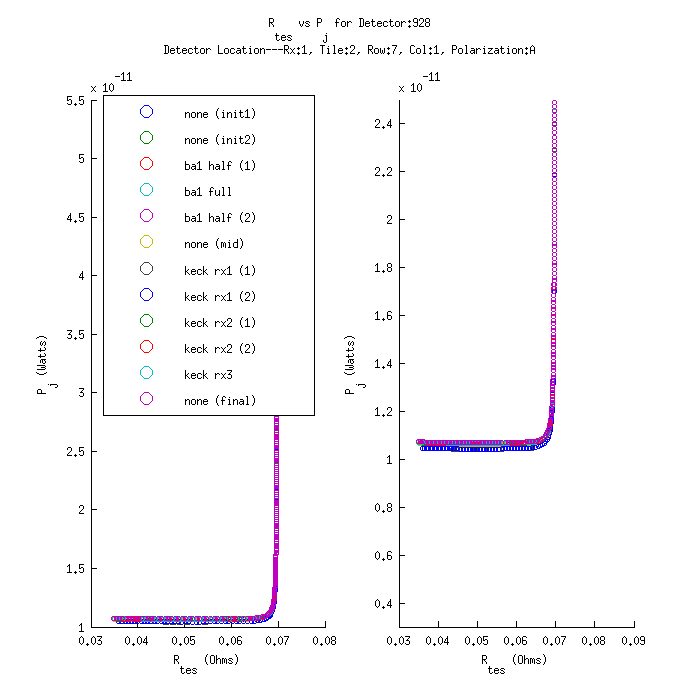 R_tes vs P_j for Detector:928
Detector Location---Rx:1, Tile:2, Row:7, Col:1, Polarization:A
x 10^-11
5.5
5
4.5
4
3.5
3
2.5
2
1.5
1
P_j (Watts)
none (init1)
none (init2)
ba1 half (1)
ba1 full
ba1 half (2)
none (mid)
keck rx1 (1)
keck rx1 (2)
keck rx2 (1)
keck rx2 (2)
keck rx3
none (final)
0.03 0.04 0.05 0.06 0.07 0.08
R_tes (Ohms)
x 10^-11
2.4
2.2
2
1.8
1.6
1.4
1.2
1
0.8
0.6
0.4
P_j (Watts)
0.03 0.04 0.05 0.06 0.07 0.08 0.09
R_tes (Ohms)